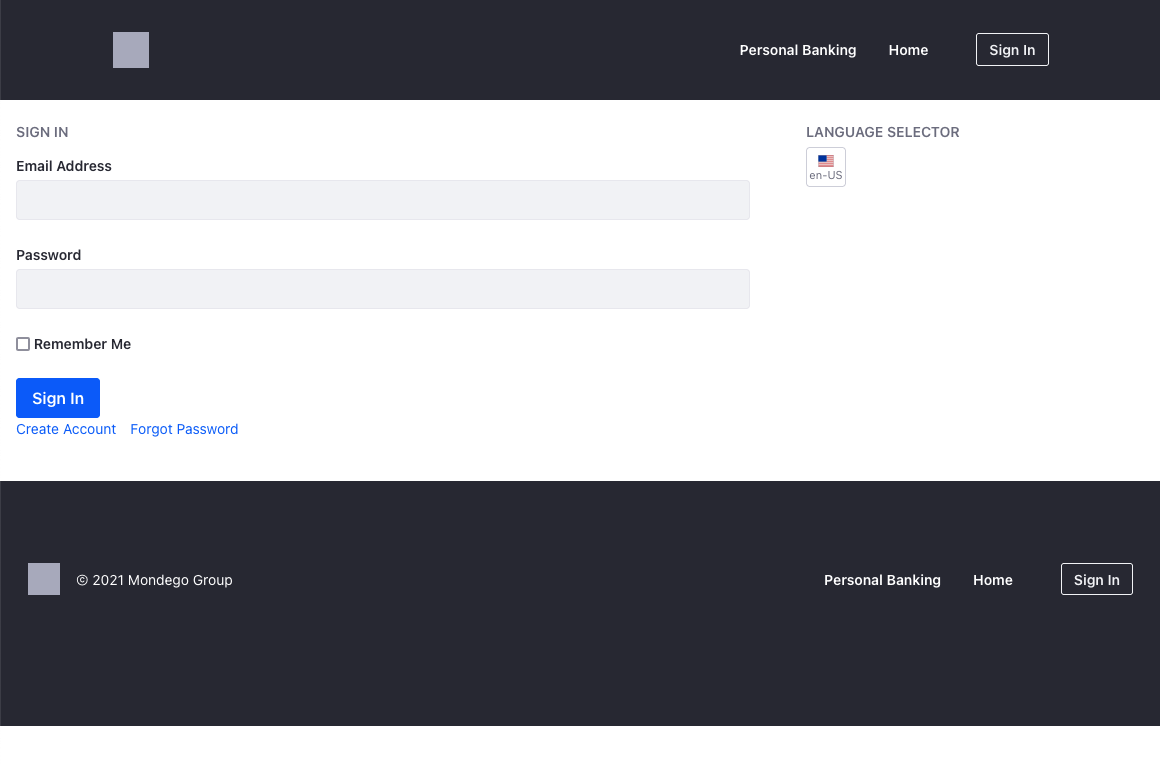 Personal Banking Home Sign In
SIGN IN
LANGUAGE SELECTOR
Email Address
en-US
Password
Remember Me
Sign In
Create Account Forgot Password
© 2021 Mondego Group
Personal Banking Home Sign In